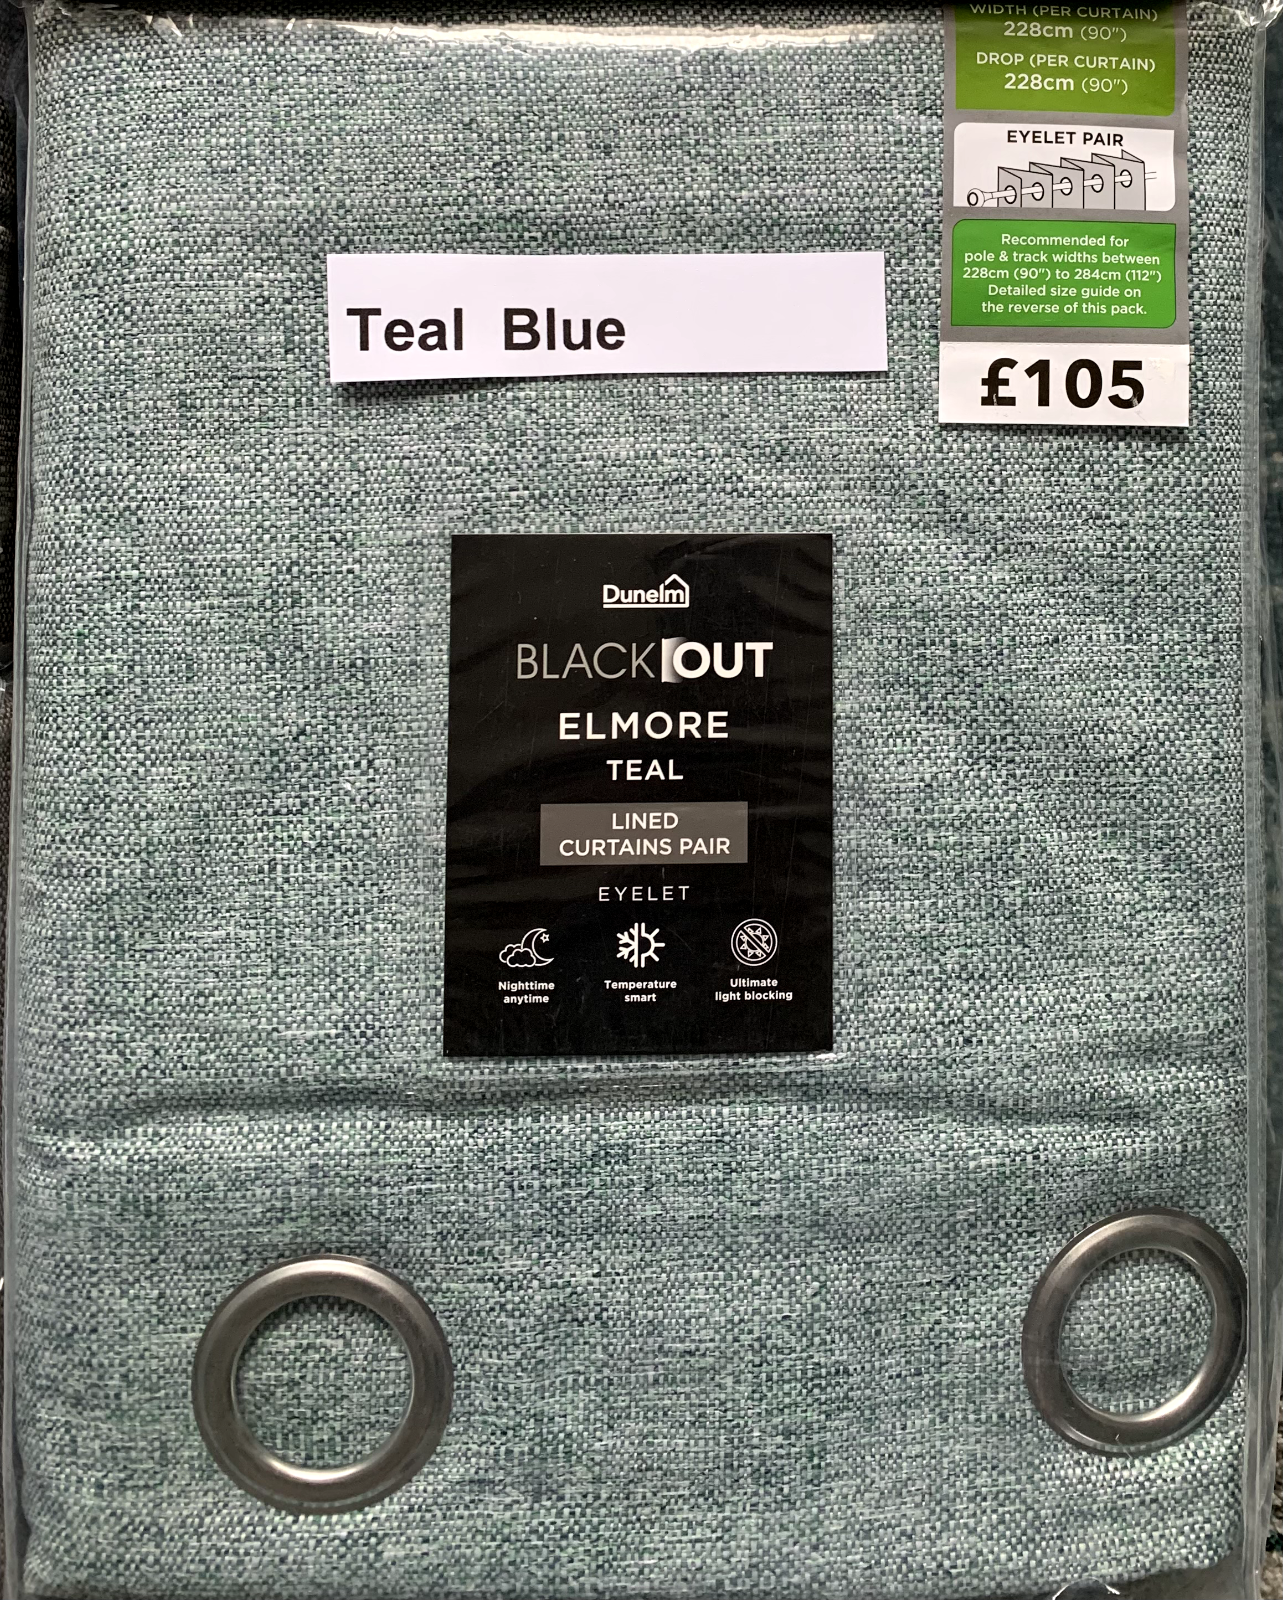 WIDTH (PER CURTAIN)
228cm (90")
DROP (PER CURTAIN)
228cm (90")
EYELET PAIR
Recommended for
pole & track widths between
228cm (90") to 284cm (112")
Detailed size guide on
the reverse of this pack.
£105
Teal Blue
Dunelm
BLACKOUT
ELMORE
TEAL
LINED
CURTAINS PAIR
EYELET
Nighttime
anytime
Temperature
smart
Ultimate
light blocking